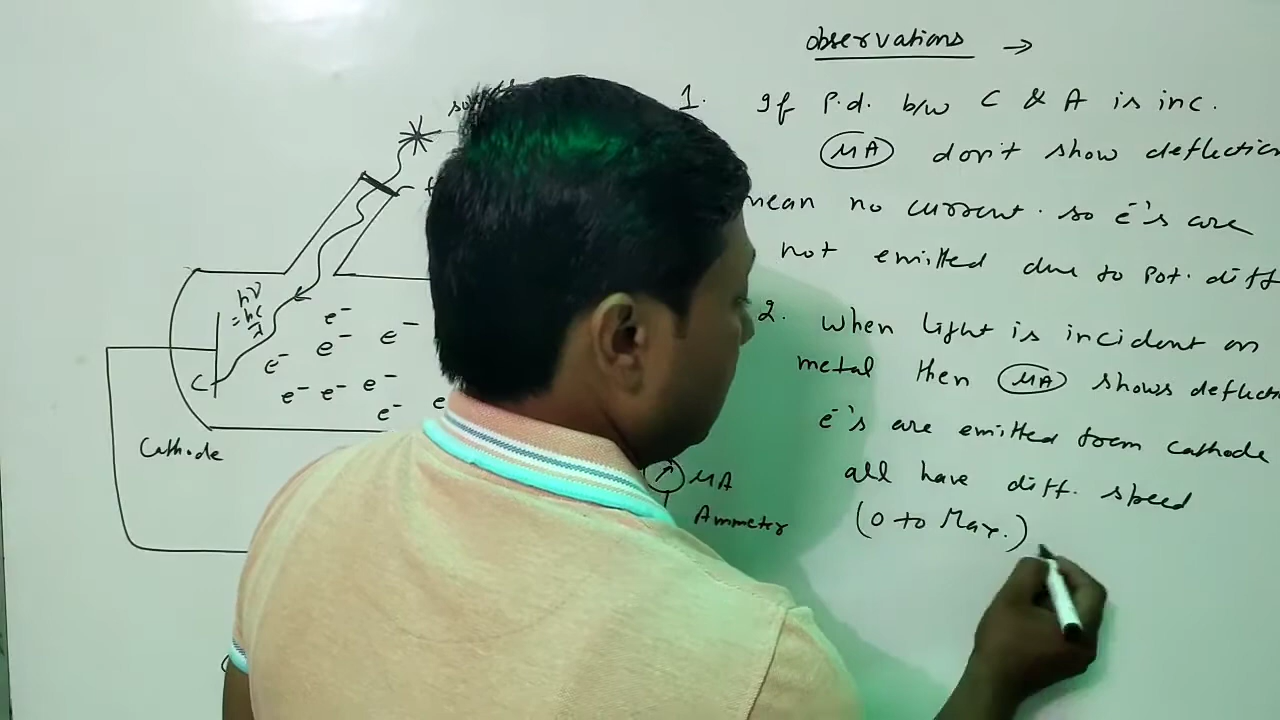 observations →
1. If P.d. b/w C & A is inc.
MA don't show deflection
mean no current. so e⁻'s are
not emitted due to Pot. diff
2. When light is incident on
metal then MA shows deflecti
e⁻'s are emitted form cathode
all have diff. speed
(0 to Max.)
hν
= hc
λ
e⁻
e⁻
e⁻
e⁻
e⁻
e⁻
e⁻
e⁻
e
C
Cathode
MA
Ammeter